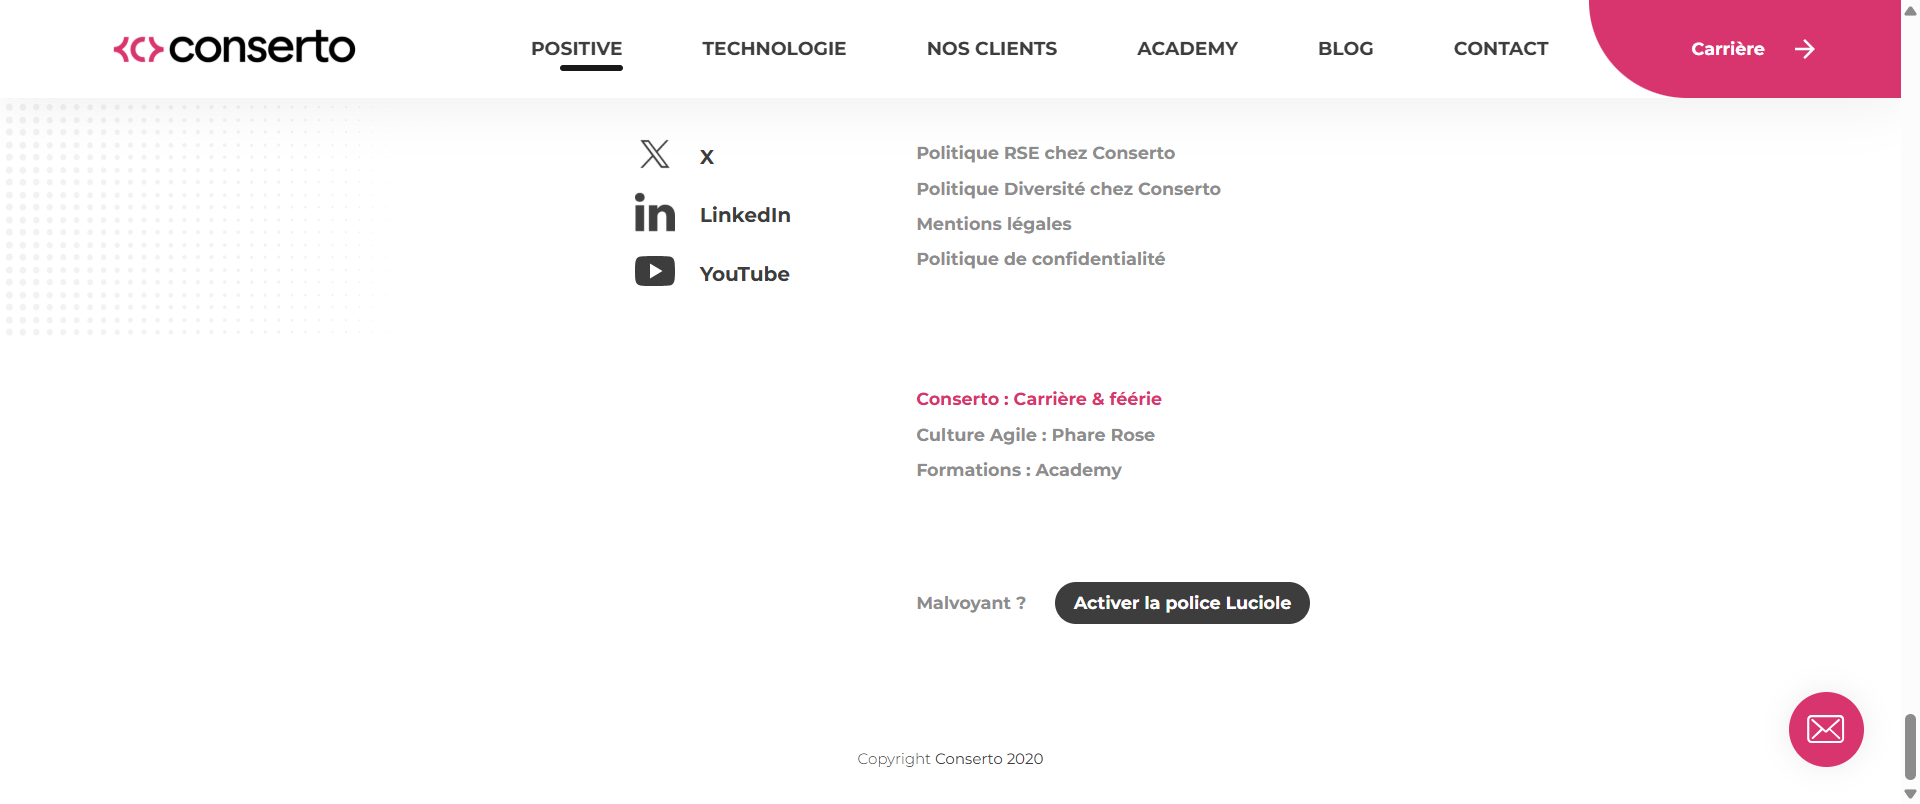 conserto
POSITIVE
TECHNOLOGIE
NOS CLIENTS
ACADEMY
BLOG
CONTACT
Carrière
X
LinkedIn
YouTube
Politique RSE chez Conserto
Politique Diversité chez Conserto
Mentions légales
Politique de confidentialité
Conserto : Carrière & féérie
Culture Agile : Phare Rose
Formations : Academy
Malvoyant ?
Activer la police Luciole
Copyright Conserto 2020